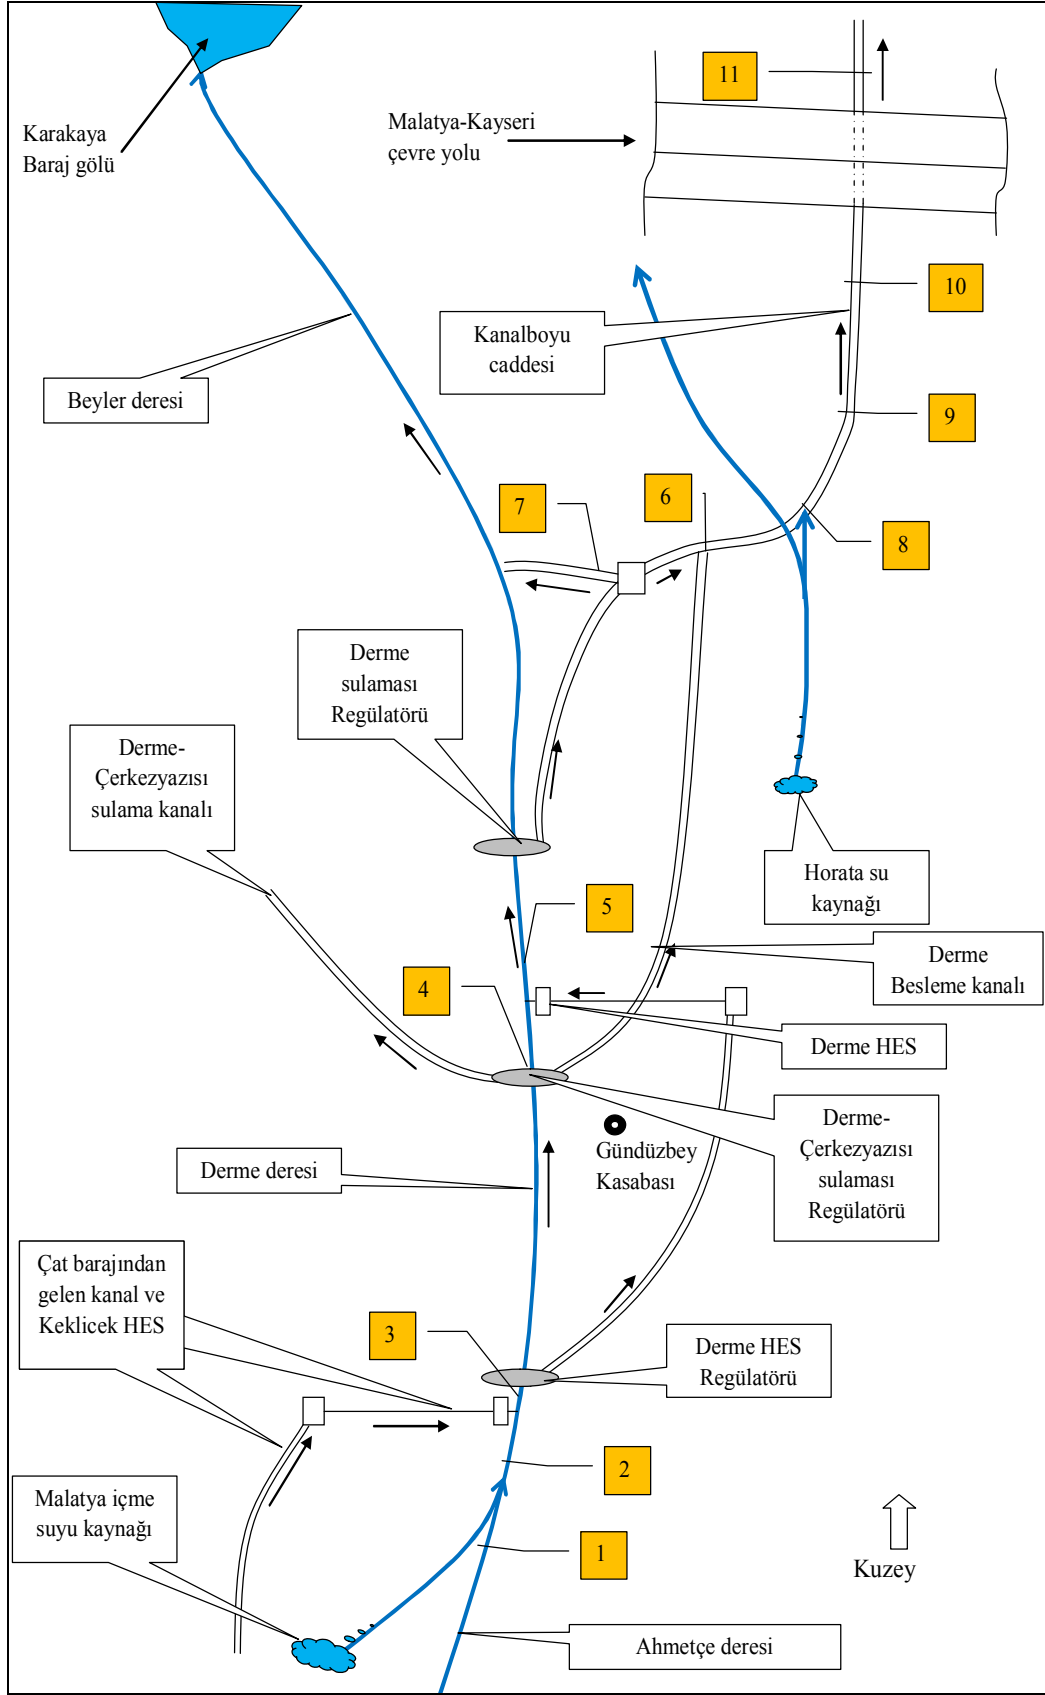 11
Karakaya
Baraj gölü
Malatya-Kayseri
çevre yolu
10
Kanalboyu
caddesi
Beyler deresi
9
7
6
8
Derme
sulaması
Regülatörü
Derme-
Çerkezyazısı
sulama kanalı
Horata su
kaynağı
5
Derme
Besleme kanalı
4
Derme HES
Gündüzbey
Kasabası
Derme-
Çerkezyazısı
sulaması
Regülatörü
Derme deresi
Çat barajından
gelen kanal ve
Keklicek HES
3
Derme HES
Regülatörü
2
Malatya içme
suyu kaynağı
1
Kuzey
Ahmetçe deresi